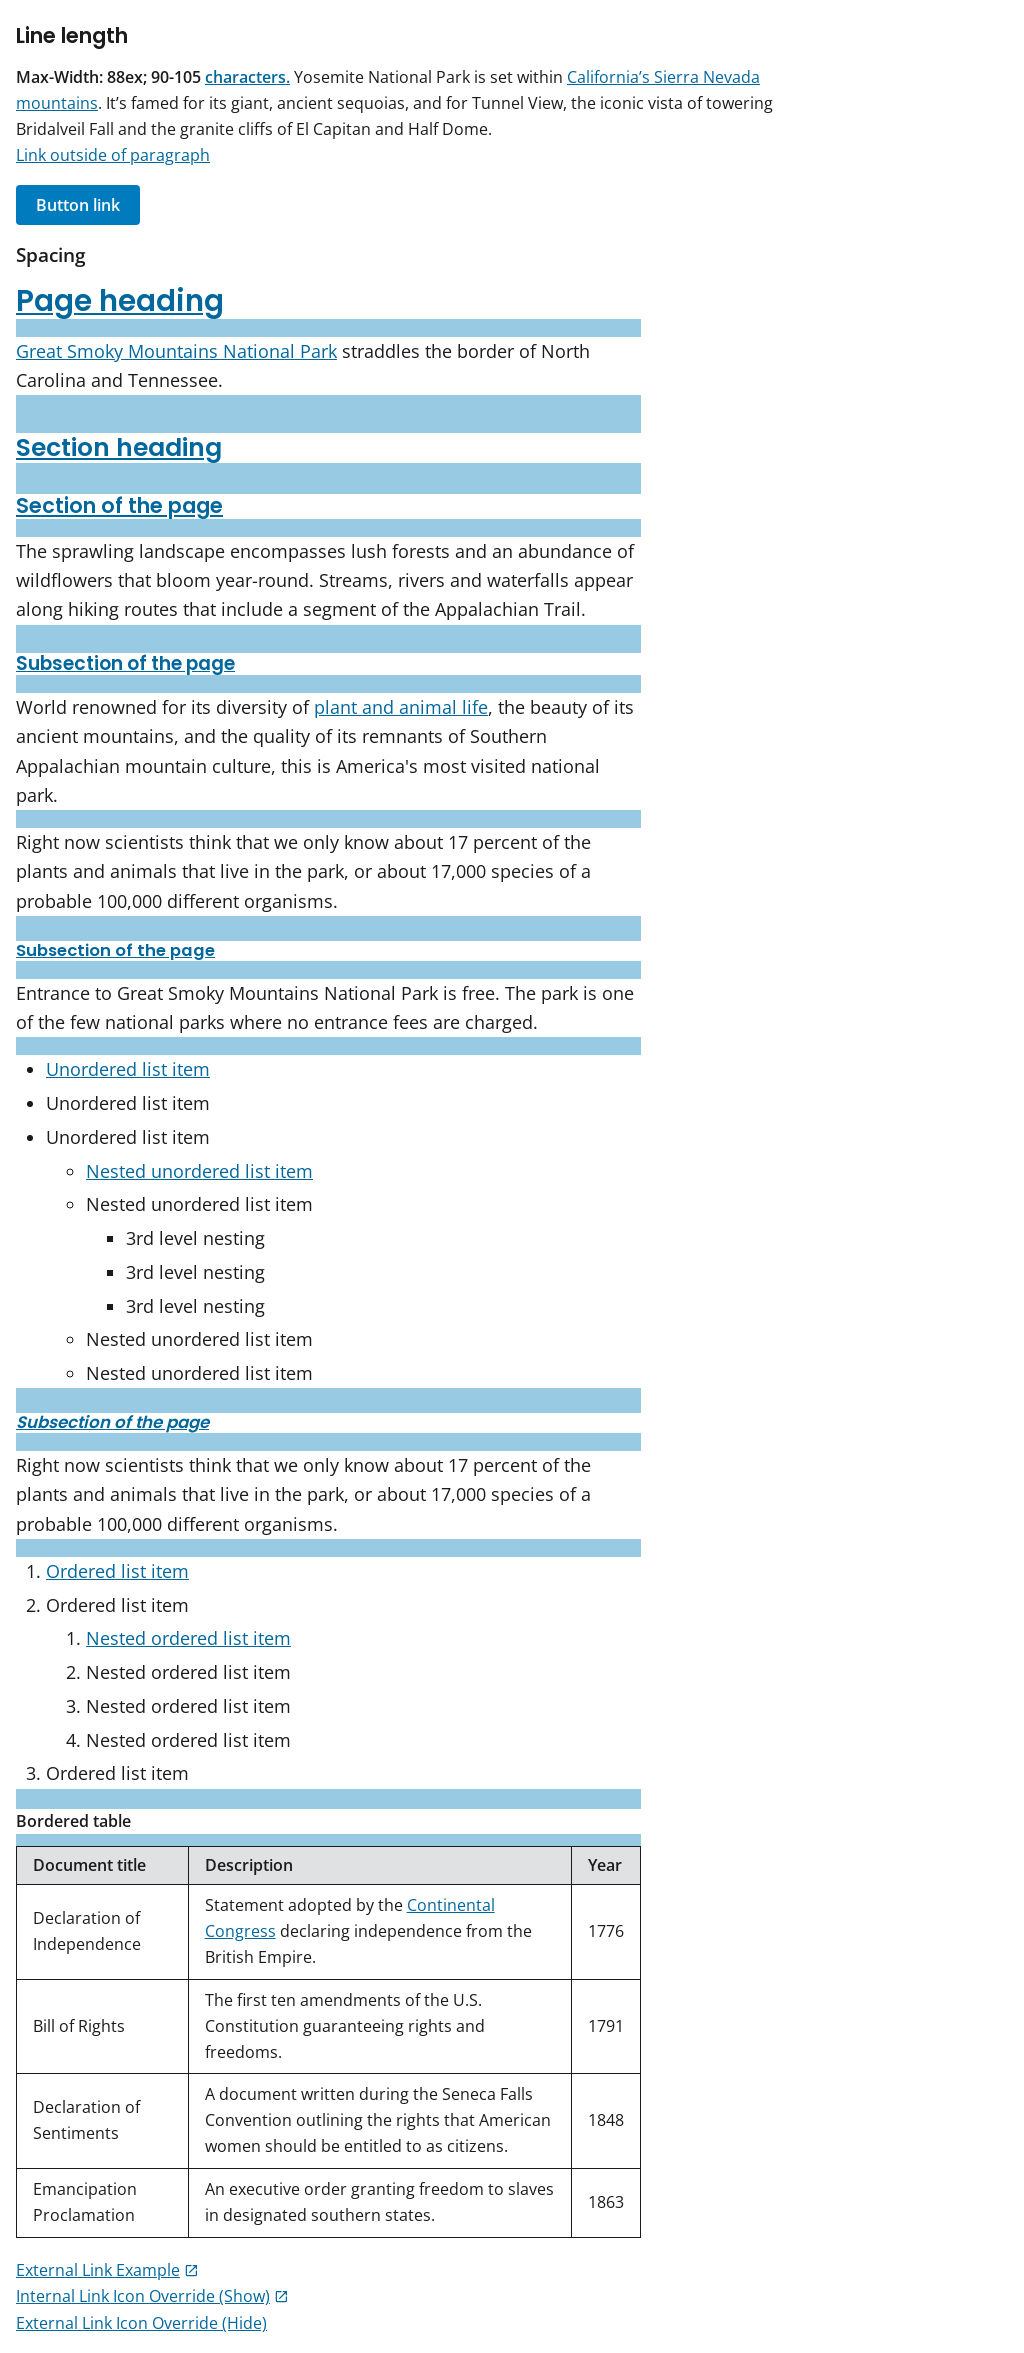 Line length
Max-Width: 88ex; 90-105 characters. Yosemite National Park is set within California’s Sierra Nevada
mountains. It’s famed for its giant, ancient sequoias, and for Tunnel View, the iconic vista of towering
Bridalveil Fall and the granite cliffs of El Capitan and Half Dome.
Link outside of paragraph
Button link
Spacing
Page heading
Great Smoky Mountains National Park straddles the border of North
Carolina and Tennessee.
Section heading
Section of the page
The sprawling landscape encompasses lush forests and an abundance of
wildflowers that bloom year-round. Streams, rivers and waterfalls appear
along hiking routes that include a segment of the Appalachian Trail.
Subsection of the page
World renowned for its diversity of plant and animal life, the beauty of its
ancient mountains, and the quality of its remnants of Southern
Appalachian mountain culture, this is America's most visited national
park.
Right now scientists think that we only know about 17 percent of the
plants and animals that live in the park, or about 17,000 species of a
probable 100,000 different organisms.
Subsection of the page
Entrance to Great Smoky Mountains National Park is free. The park is one
of the few national parks where no entrance fees are charged.
• Unordered list item
• Unordered list item
• Unordered list item
◦ Nested unordered list item
◦ Nested unordered list item
▪ 3rd level nesting
▪ 3rd level nesting
▪ 3rd level nesting
◦ Nested unordered list item
◦ Nested unordered list item
Subsection of the page
Right now scientists think that we only know about 17 percent of the
plants and animals that live in the park, or about 17,000 species of a
probable 100,000 different organisms.
1. Ordered list item
2. Ordered list item
1. Nested ordered list item
2. Nested ordered list item
3. Nested ordered list item
4. Nested ordered list item
3. Ordered list item
Bordered table
Document title Description Year
Declaration of
Independence
Statement adopted by the Continental
Congress declaring independence from the
British Empire.
1776
Bill of Rights
The first ten amendments of the U.S.
Constitution guaranteeing rights and
freedoms.
1791
Declaration of
Sentiments
A document written during the Seneca Falls
Convention outlining the rights that American
women should be entitled to as citizens.
1848
Emancipation
Proclamation
An executive order granting freedom to slaves
in designated southern states.
1863
External Link Example
Internal Link Icon Override (Show)
External Link Icon Override (Hide)